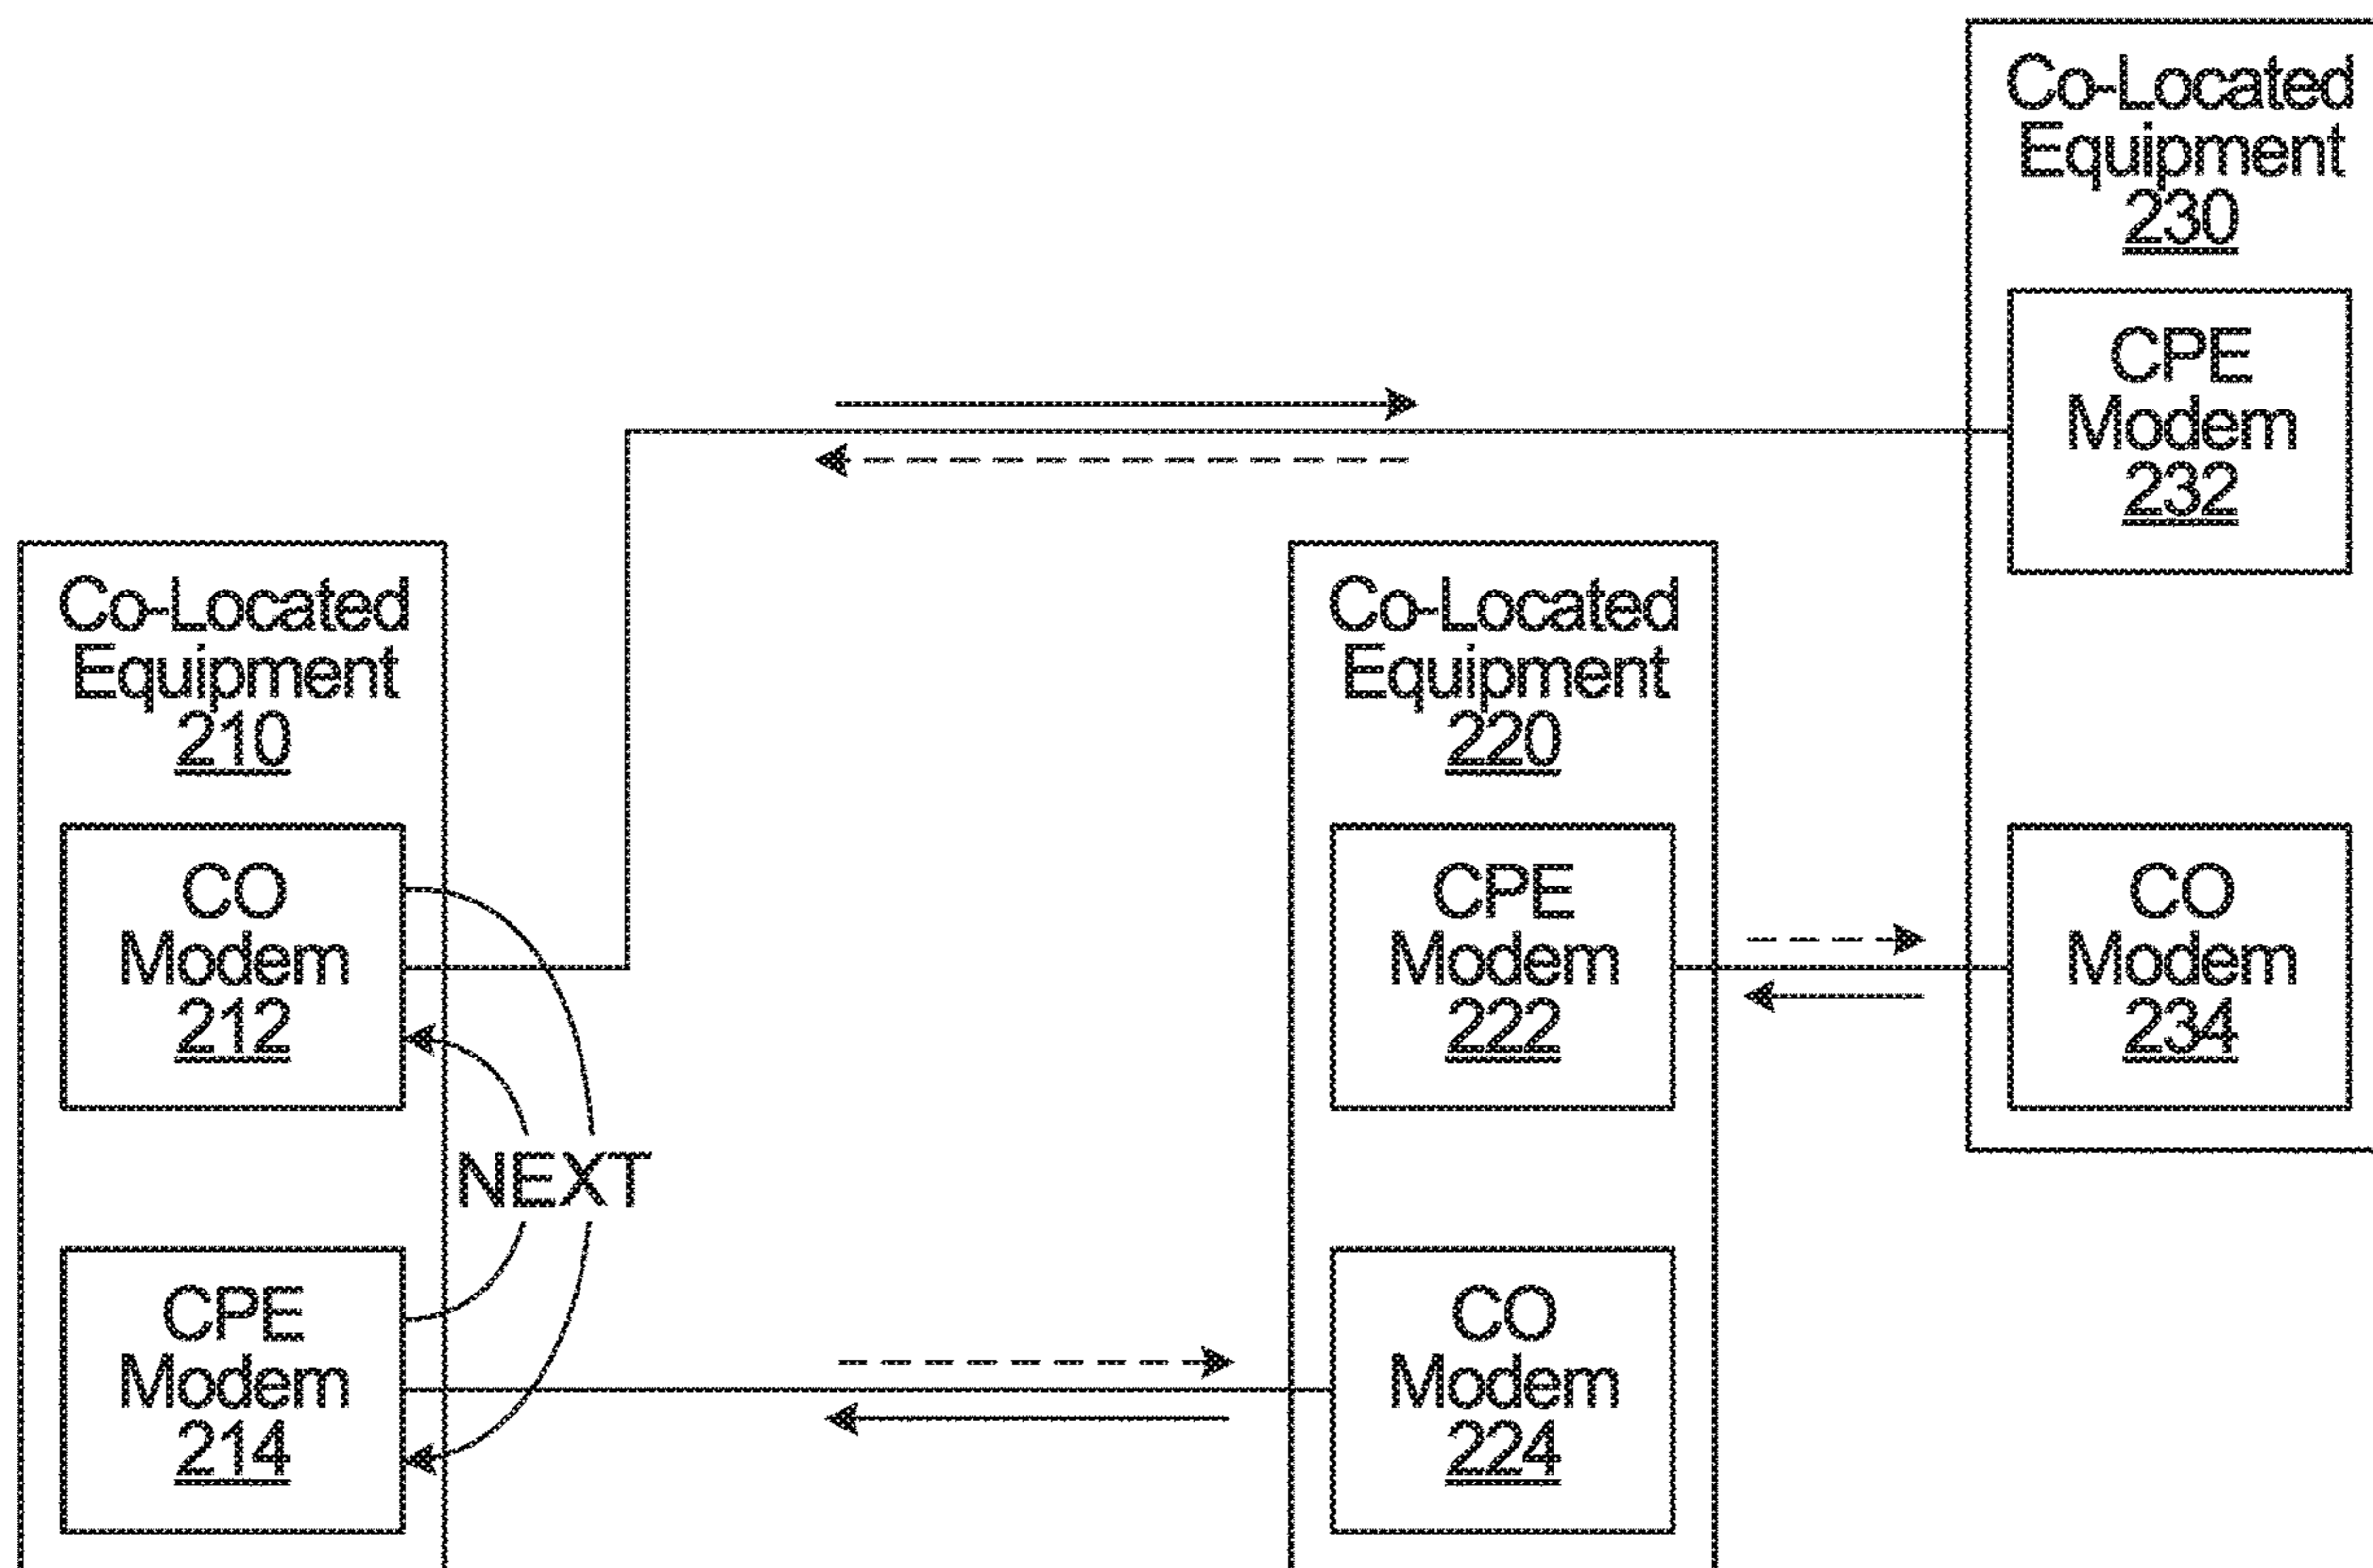 Co-Located
Equipment
230
CPE
Modem
232
Co-Located
Equipment
210
Co-Located
Equipment
220
CO
Modem
212
CPE
Modem
222
CO
Modem
234
NEXT
CPE
Modem
214
CO
Modem
224